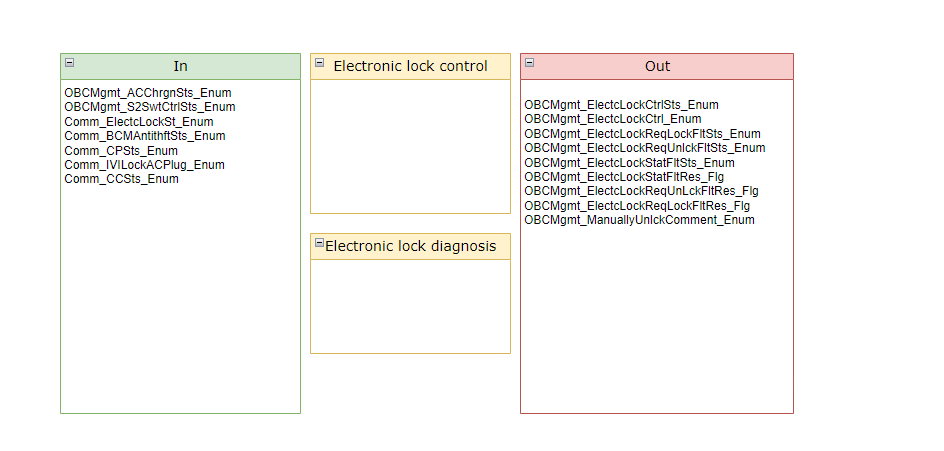 In
OBCMgmt_ACChrgnSts_Enum
OBCMgmt_S2SwtCtrlSts_Enum
Comm_ElectcLockSt_Enum
Comm_BCMAntithftSts_Enum
Comm_CPSts_Enum
Comm_IVILockACPlug_Enum
Comm_CCSts_Enum
Electronic lock control
Electronic lock diagnosis
Out
OBCMgmt_ElectcLockCtrlSts_Enum
OBCMgmt_ElectcLockCtrl_Enum
OBCMgmt_ElectcLockReqLockFltSts_Enum
OBCMgmt_ElectcLockReqUnlckFltSts_Enum
OBCMgmt_ElectcLockStatFltSts_Enum
OBCMgmt_ElectcLockStatFltRes_Flg
OBCMgmt_ElectcLockReqUnLckFltRes_Flg
OBCMgmt_ElectcLockReqLockFltRes_Flg
OBCMgmt_ManuallyUnlckComment_Enum